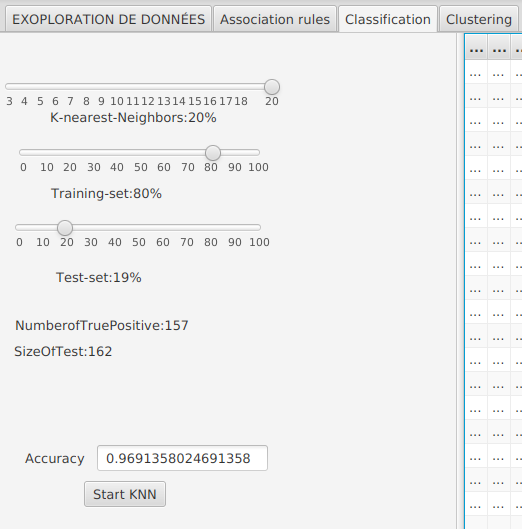 EXOPLORATION DE DONNÉES Association rules Classification Clustering
... ... ...
3 4 5 6 7 8 9 10 11 12 13 14 15 16 17 18 20
K-nearest-Neighbors:20%
0 10 20 30 40 50 60 70 80 90 100
Training-set:80%
0 10 20 30 40 50 60 70 80 90 100
Test-set:19%
NumberofTruePositive:157
SizeOfTest:162
Accuracy 0.9691358024691358
Start KNN